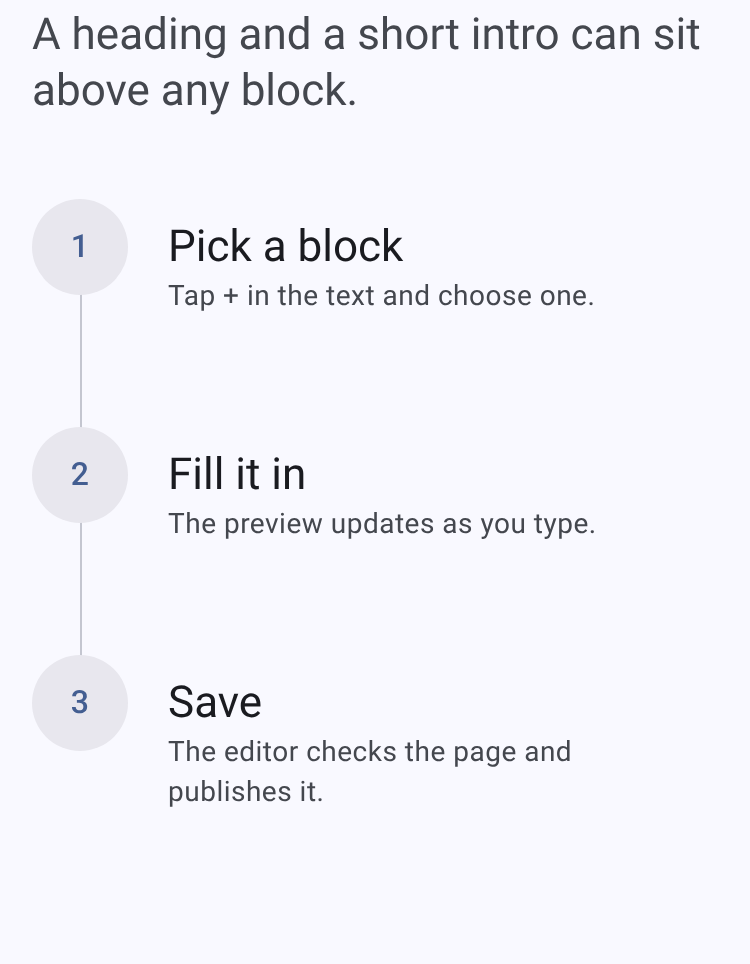 A heading and a short intro can sit
above any block.
1
Pick a block
Tap + in the text and choose one.
2
Fill it in
The preview updates as you type.
3
Save
The editor checks the page and
publishes it.